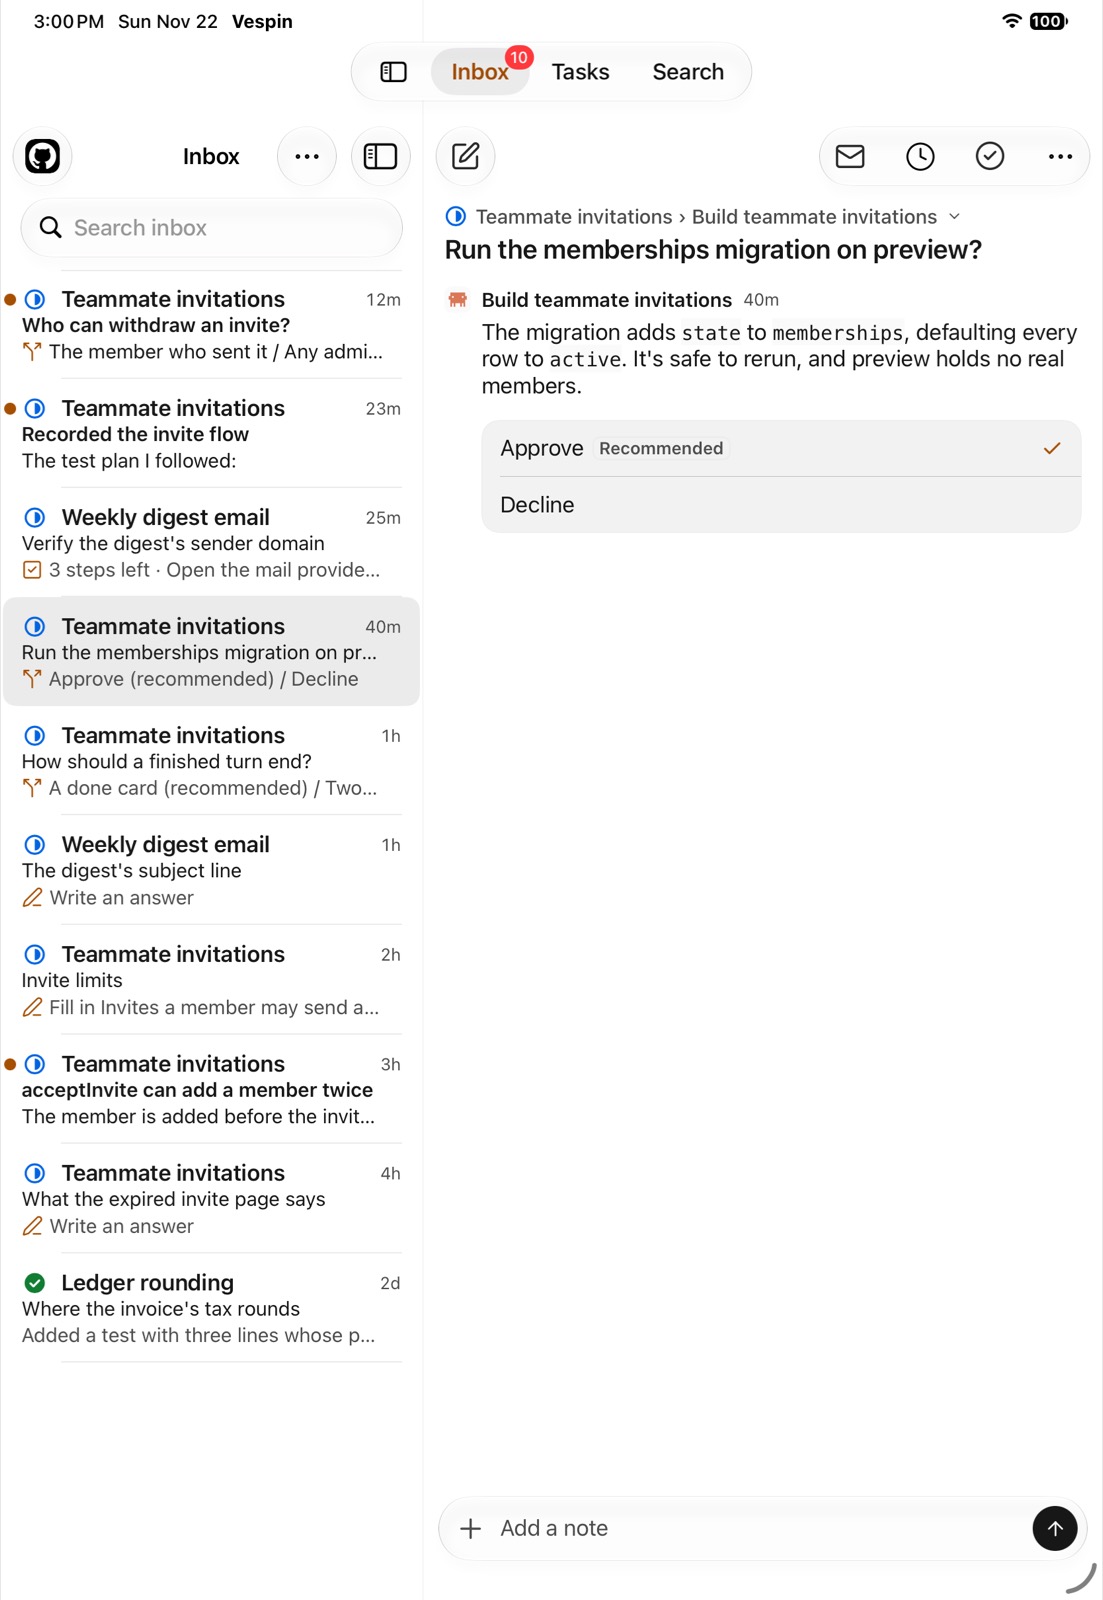 3:00 PM Sun Nov 22 Vespin
100
Inbox 10 Tasks Search
Inbox
Search inbox
Teammate invitations 12m
Who can withdraw an invite?
The member who sent it / Any admi...
Teammate invitations 23m
Recorded the invite flow
The test plan I followed:
Weekly digest email 25m
Verify the digest's sender domain
3 steps left · Open the mail provide...
Teammate invitations 40m
Run the memberships migration on pr...
Approve (recommended) / Decline
Teammate invitations 1h
How should a finished turn end?
A done card (recommended) / Two...
Weekly digest email 1h
The digest's subject line
Write an answer
Teammate invitations 2h
Invite limits
Fill in Invites a member may send a...
Teammate invitations 3h
acceptInvite can add a member twice
The member is added before the invit...
Teammate invitations 4h
What the expired invite page says
Write an answer
Ledger rounding 2d
Where the invoice's tax rounds
Added a test with three lines whose p...
Teammate invitations › Build teammate invitations
Run the memberships migration on preview?
Build teammate invitations 40m
The migration adds state to memberships, defaulting every
row to active. It's safe to rerun, and preview holds no real
members.
Approve Recommended
Decline
Add a note